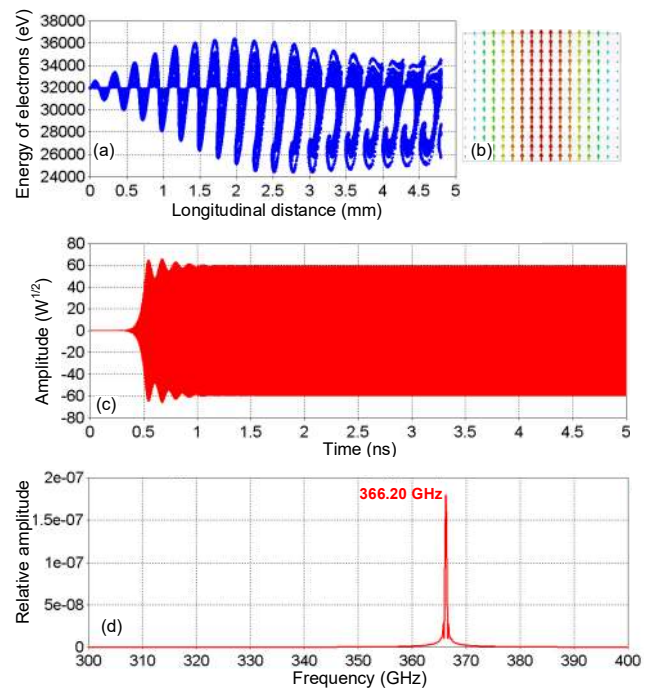 38000
36000
34000
32000
30000
28000
26000
24000
Energy of electrons (eV)
(a)
0 0.5 1 1.5 2 2.5 3 3.5 4 4.5 5
Longitudinal distance (mm)
(b)
80
60
40
20
0
-20
-40
-60
-80
Amplitude (W1/2)
(c)
0 0.5 1 1.5 2 2.5 3 3.5 4 4.5 5
Time (ns)
2e-07
1.5e-07
1e-07
5e-08
0
Relative amplitude
366.20 GHz
(d)
300 310 320 330 340 350 360 370 380 390 400
Frequency (GHz)